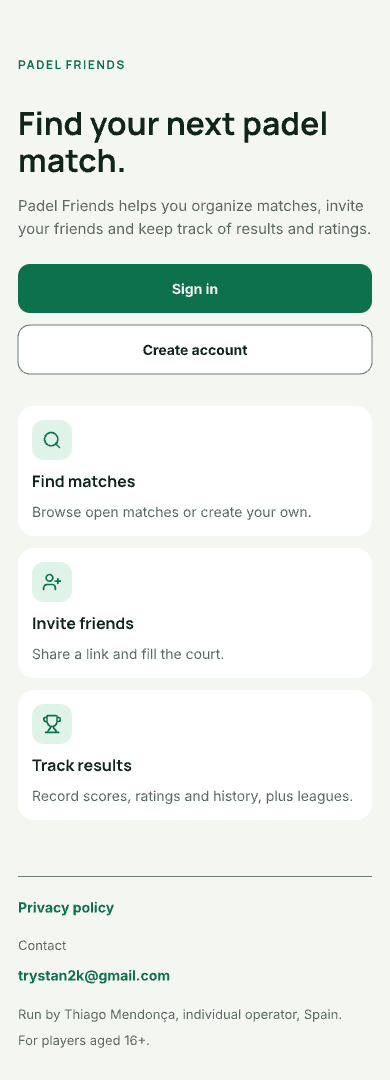 PADEL FRIENDS
Find your next padel
match.
Padel Friends helps you organize matches, invite
your friends and keep track of results and ratings.
Sign in
Create account
Find matches
Browse open matches or create your own.
Invite friends
Share a link and fill the court.
Track results
Record scores, ratings and history, plus leagues.
Privacy policy
Contact
trystan2k@gmail.com
Run by Thiago Mendonça, individual operator, Spain.
For players aged 16+.